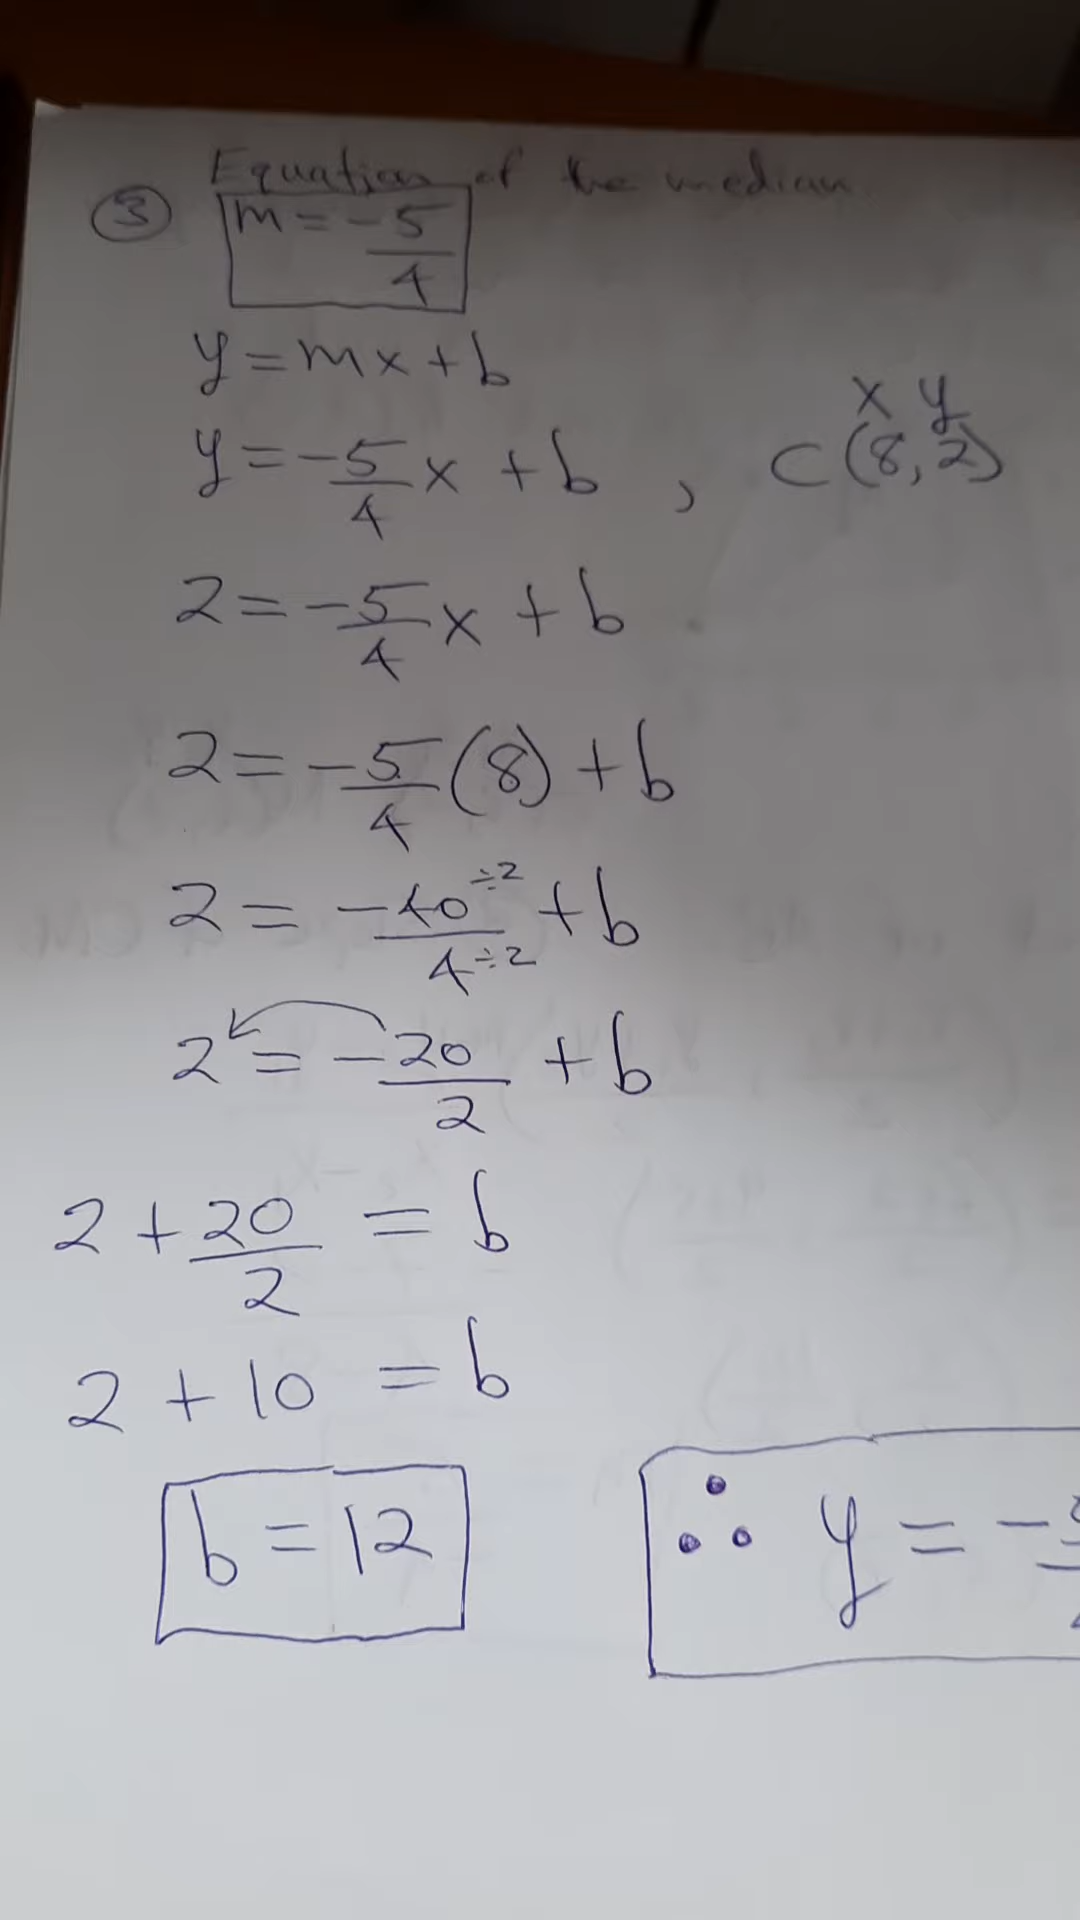 Equation of the median
③ m = -5/4
y = mx + b
y = -5/4 x + b , C (8, 2)
x y
2 = -5/4 x + b
2 = -5/4 (8) + b
2 = -40÷2/4÷2 + b
2 = -20/2 + b
2 + 20/2 = b
2 + 10 = b
b = 12
∴ y = -